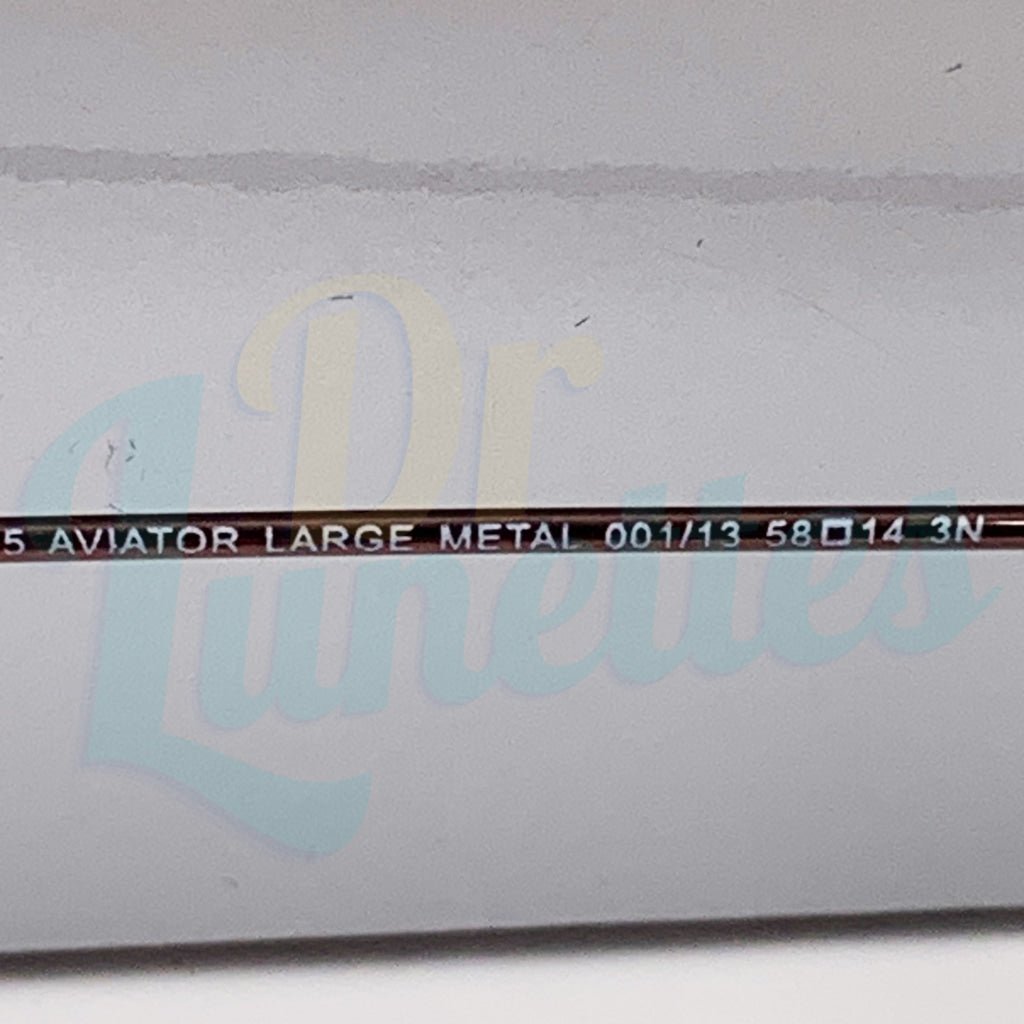 Dr
Lunettes
5 AVIATOR LARGE METAL 001/13 58□14 3N